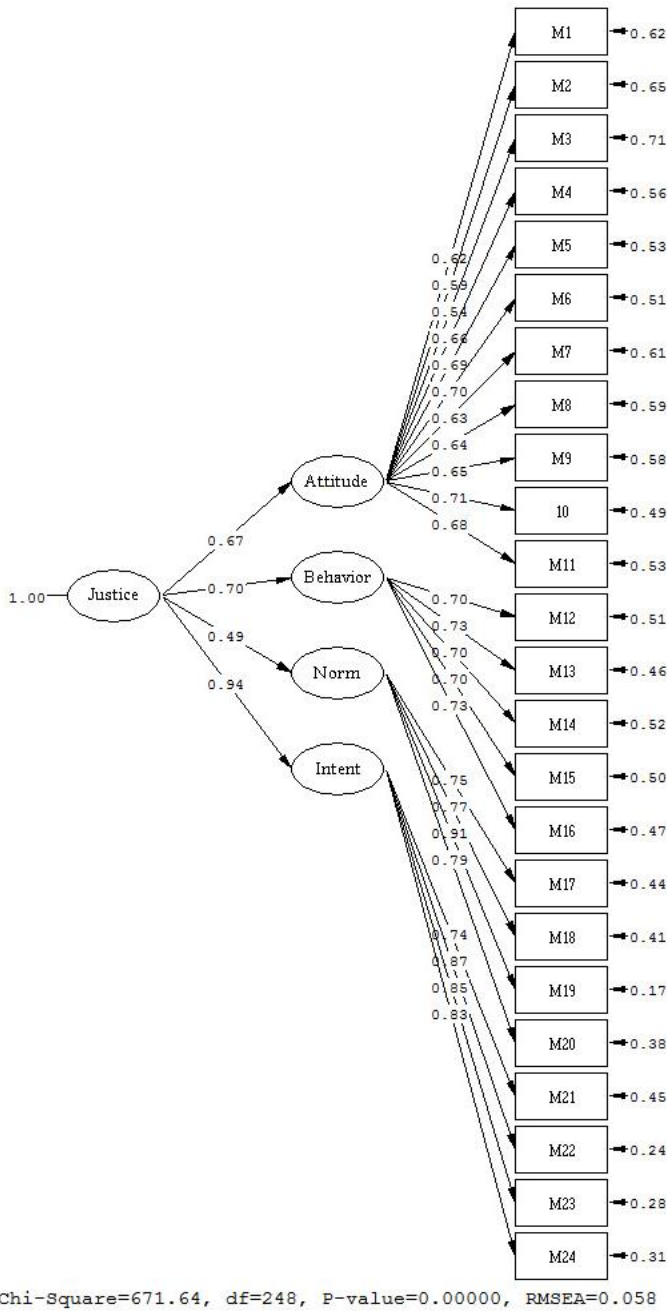 M1 0.62
M2 0.65
M3 0.71
M4 0.56
M5 0.53
M6 0.51
M7 0.61
M8 0.59
M9 0.58
10 0.49
M11 0.53
M12 0.51
M13 0.46
M14 0.52
M15 0.50
M16 0.47
M17 0.44
M18 0.41
M19 0.17
M20 0.38
M21 0.45
M22 0.24
M23 0.28
M24 0.31
0.62
0.59
0.54
0.66
0.69
0.70
0.63
0.64
0.65
0.71
0.68
Attitude
0.67
Behavior
0.70
0.70
0.73
0.70
0.70
0.73
1.00 Justice
0.49
Norm
0.94
Intent
0.75
0.77
0.91
0.79
0.74
0.87
0.85
0.83
Chi-Square=671.64, df=248, P-value=0.00000, RMSEA=0.058